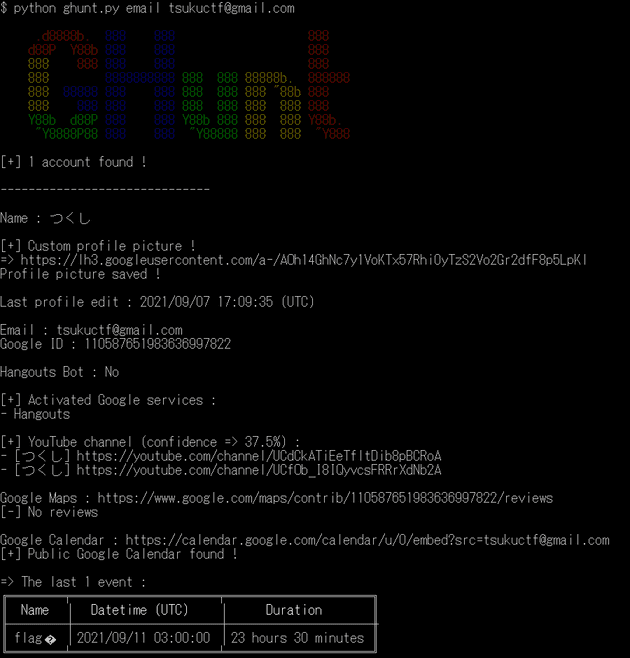 $ python ghunt.py email tsukuctf@gmail.com
GHunt
[+] 1 account found !
------------------------------
Name : つくし
[+] Custom profile picture !
=> https://lh3.googleusercontent.com/a-/AOh14GhNc7y1VoKTx57RhiOyTzS2Vo2Gr2dfF8p5LpKl
Profile picture saved !
Last profile edit : 2021/09/07 17:09:35 (UTC)
Email : tsukuctf@gmail.com
Google ID : 110587651983636997822
Hangouts Bot : No
[+] Activated Google services :
- Hangouts
[+] YouTube channel (confidence => 37.5%) :
- [つくし] https://youtube.com/channel/UCdCkATiEeTfltDib8pBCRoA
- [つくし] https://youtube.com/channel/UCfOb_I8IQyvcsFRRrXdNb2A
Google Maps : https://www.google.com/maps/contrib/110587651983636997822/reviews
[-] No reviews
Google Calendar : https://calendar.google.com/calendar/u/0/embed?src=tsukuctf@gmail.com
[+] Public Google Calendar found !
=> The last 1 event :
Name Datetime (UTC) Duration
flag� 2021/09/11 03:00:00 23 hours 30 minutes